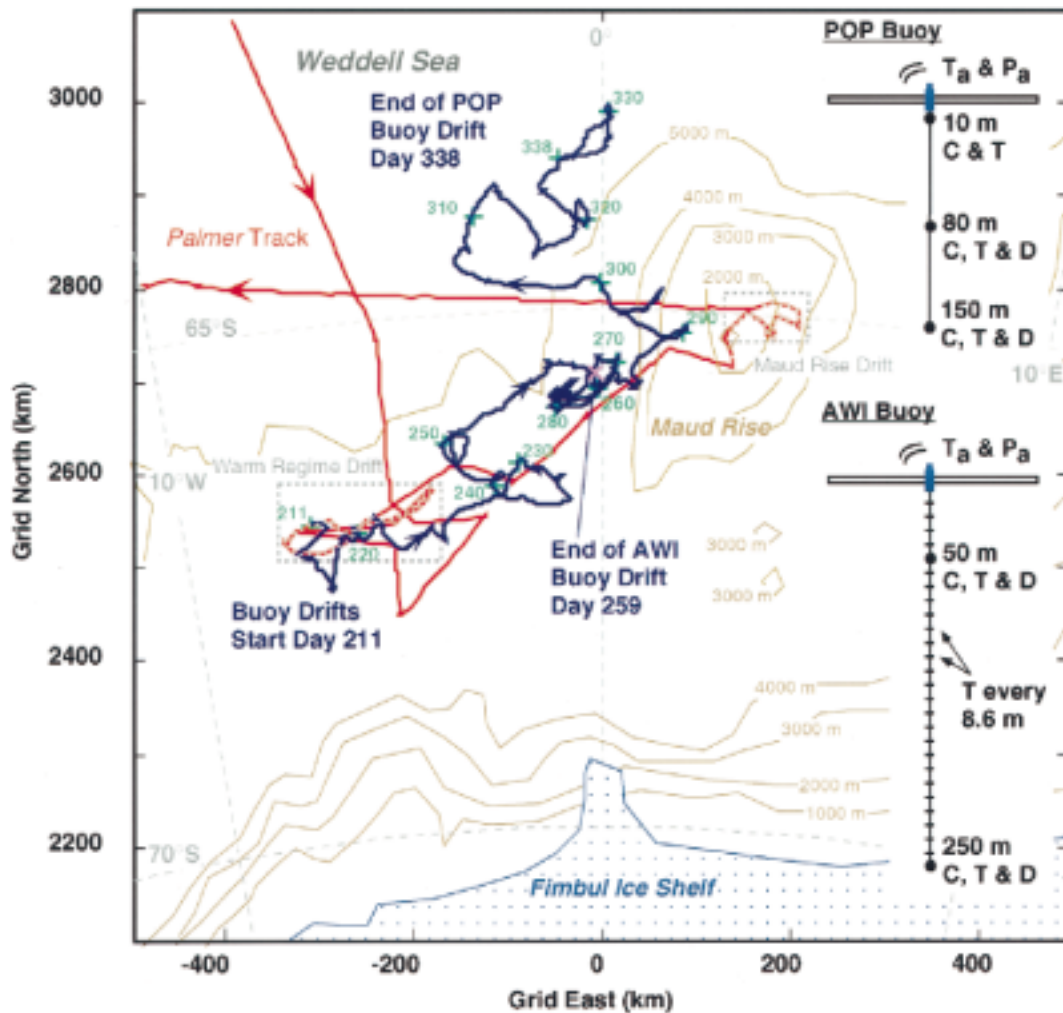 POP Buoy
Ta & Pa
10 m
C & T
80 m
C, T & D
150 m
C, T & D
AWI Buoy
Ta & Pa
50 m
C, T & D
T every
8.6 m
250 m
C, T & D
0°
Weddell Sea
End of POP
Buoy Drift
Day 338
330
338
320
310
300
290
270
260
280
250
230
240
220
211
5000 m
4000 m
3000 m
2000 m
Palmer Track
65°S
Maud Rise Drift
10°E
Maud Rise
Warm Regime Drift
10°W
End of AWI
Buoy Drift
Day 259
Buoy Drifts
Start Day 211
3000 m
3000 m
4000 m
3000 m
2000 m
1000 m
70°S
Fimbul Ice Shelf
3000
2800
2600
2400
2200
Grid North (km)
-400
-200
0
200
400
Grid East (km)